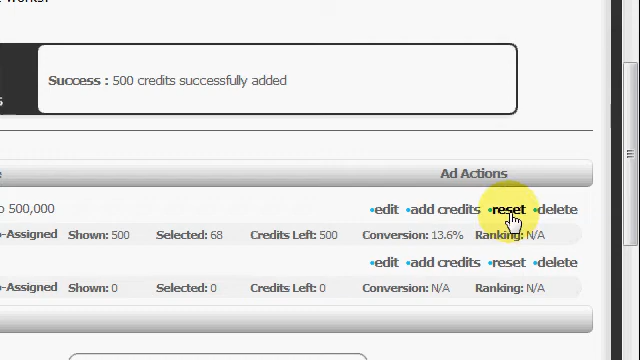 Success : 500 credits successfully added
Ad Actions
500,000
•edit •add credits •reset •delete
-Assigned Shown: 500 Selected: 68 Credits Left: 500 Conversion: 13.6% Ranking: N/A
•edit •add credits •reset •delete
-Assigned Shown: 0 Selected: 0 Credits Left: 0 Conversion: N/A Ranking: N/A